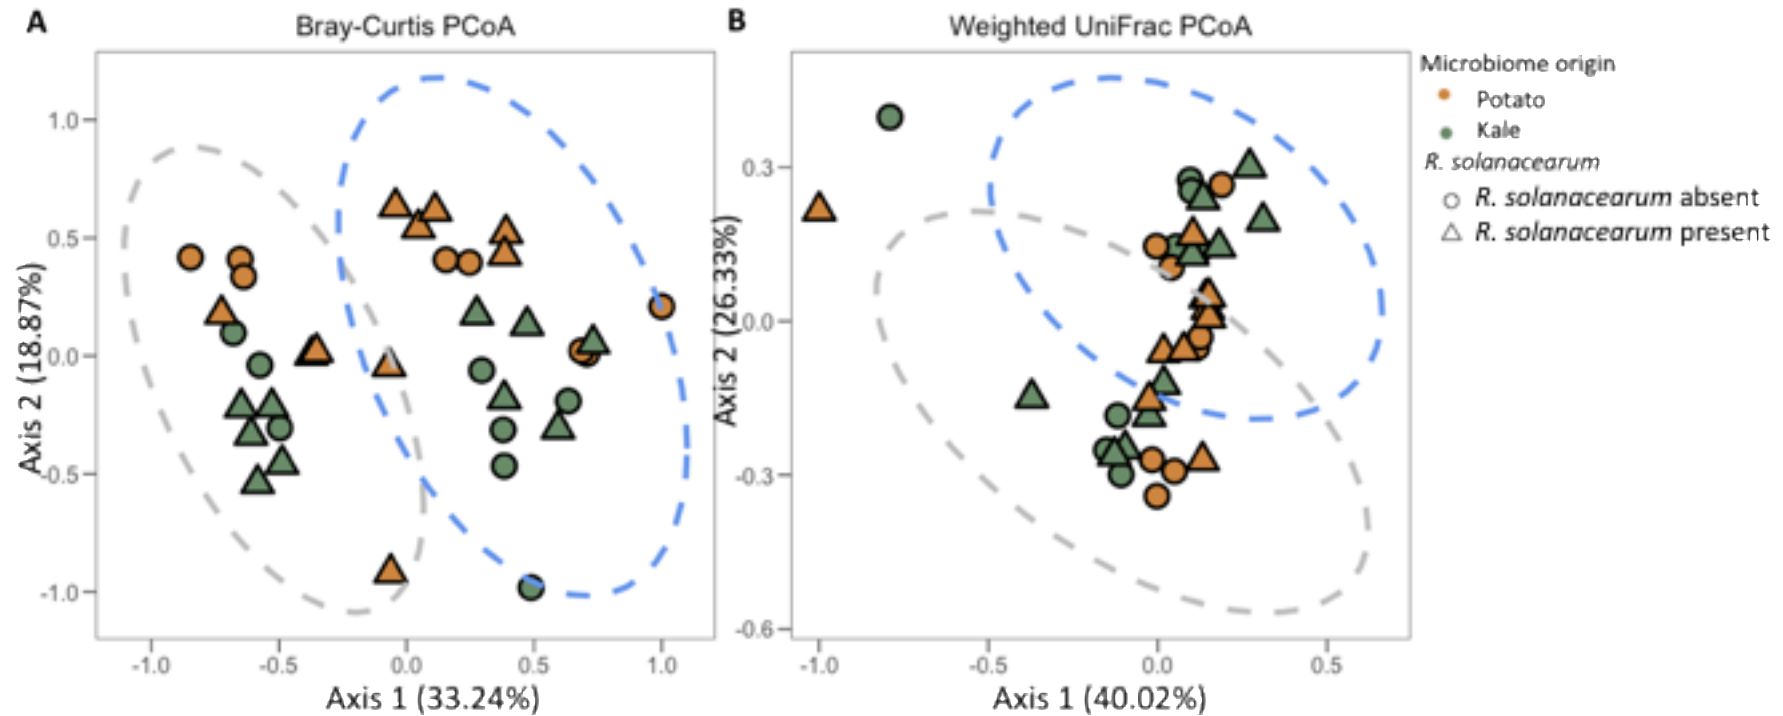 A
Bray-Curtis PCoA
Axis 2 (18.87%)
1.0
0.5
0.0
-0.5
-1.0
-1.0 -0.5 0.0 0.5 1.0
Axis 1 (33.24%)
B
Weighted UniFrac PCoA
Axis 2 (26.33%)
0.3
0.0
-0.3
-0.6
-1.0 -0.5 0.0 0.5
Axis 1 (40.02%)
Microbiome origin
Potato
Kale
R. solanacearum
R. solanacearum absent
R. solanacearum present